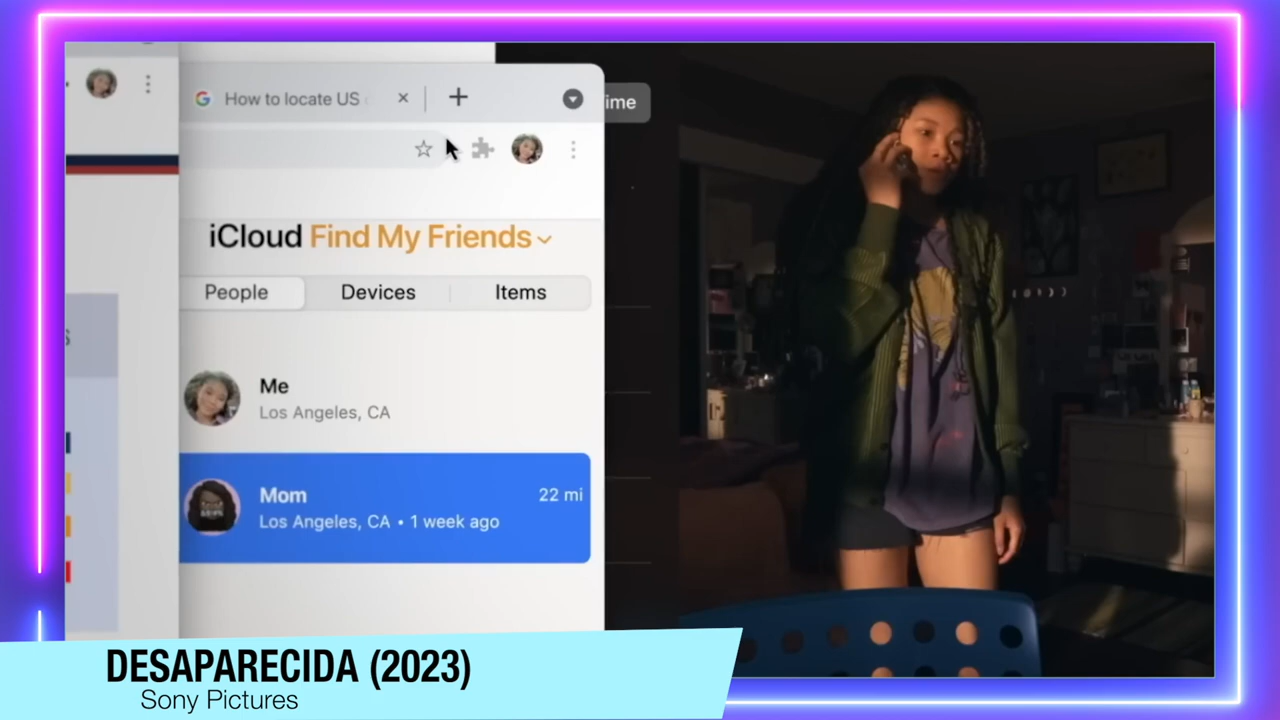 How to locate US
ime
iCloud Find My Friends
People Devices Items
Me
Los Angeles, CA
Mom 22 mi
Los Angeles, CA • 1 week ago
DESAPARECIDA (2023)
Sony Pictures